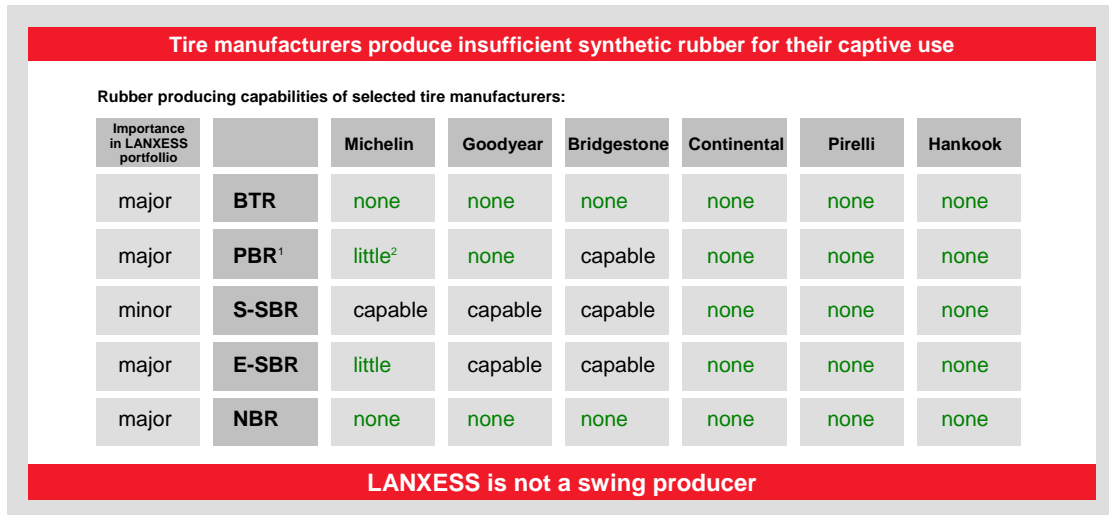 Tire manufacturers produce insufficient synthetic rubber for their captive use
Rubber producing capabilities of selected tire manufacturers:
Importance
in LANXESS
portfollio
Michelin Goodyear Bridgestone Continental Pirelli Hankook
major BTR none none none none none none
major PBR¹ little² none capable none none none
minor S-SBR capable capable capable none none none
major E-SBR little capable capable none none none
major NBR none none none none none none
LANXESS is not a swing producer